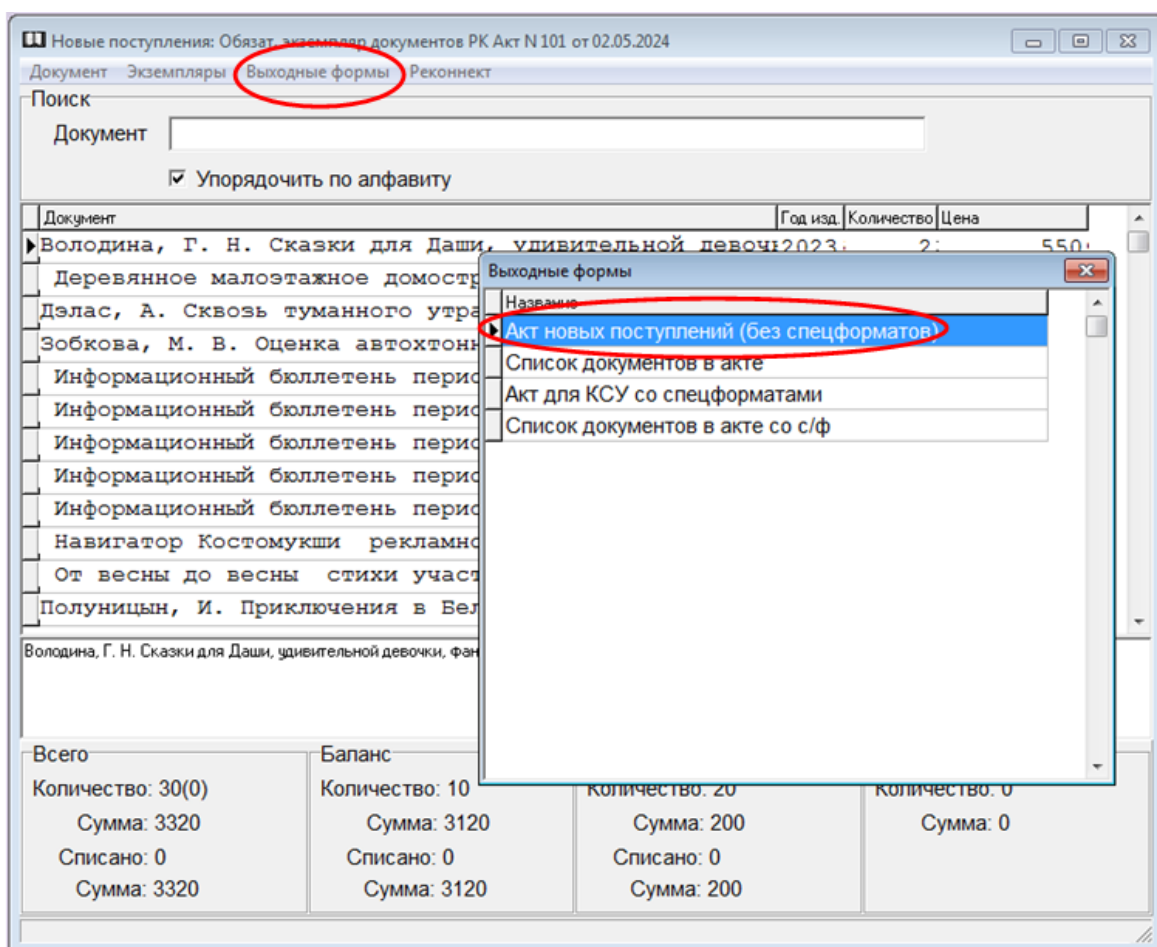 Новые поступления: Обязат. экземпляр документов РК Акт N 101 от 02.05.2024
Документ Экземпляры Выходные формы Реконнект
Поиск
Документ
Упорядочить по алфавиту
Документ Год изд. Количество Цена
Володина, Г. Н. Сказки для Даши, удивительной девоч 2023 2 550
Деревянное малоэтажное домостр
Дэлас, А. Сквозь туманного утра
Зобкова, М. В. Оценка автохтонн
Информационный бюллетень перио
Информационный бюллетень перио
Информационный бюллетень перио
Информационный бюллетень перио
Информационный бюллетень перио
Навигатор Костомукши рекламно
От весны до весны стихи участ
Полуницын, И. Приключения в Бел
Выходные формы
Название
Акт новых поступлений (без спецформатов)
Список документов в акте
Акт для КСУ со спецформатами
Список документов в акте со с/ф
Володина, Г. Н. Сказки для Даши, удивительной девочки, фан
Всего Баланс
Количество: 30(0) Количество: 10 Количество: 20 Количество: 0
Сумма: 3320 Сумма: 3120 Сумма: 200 Сумма: 0
Списано: 0 Списано: 0 Списано: 0
Сумма: 3320 Сумма: 3120 Сумма: 200